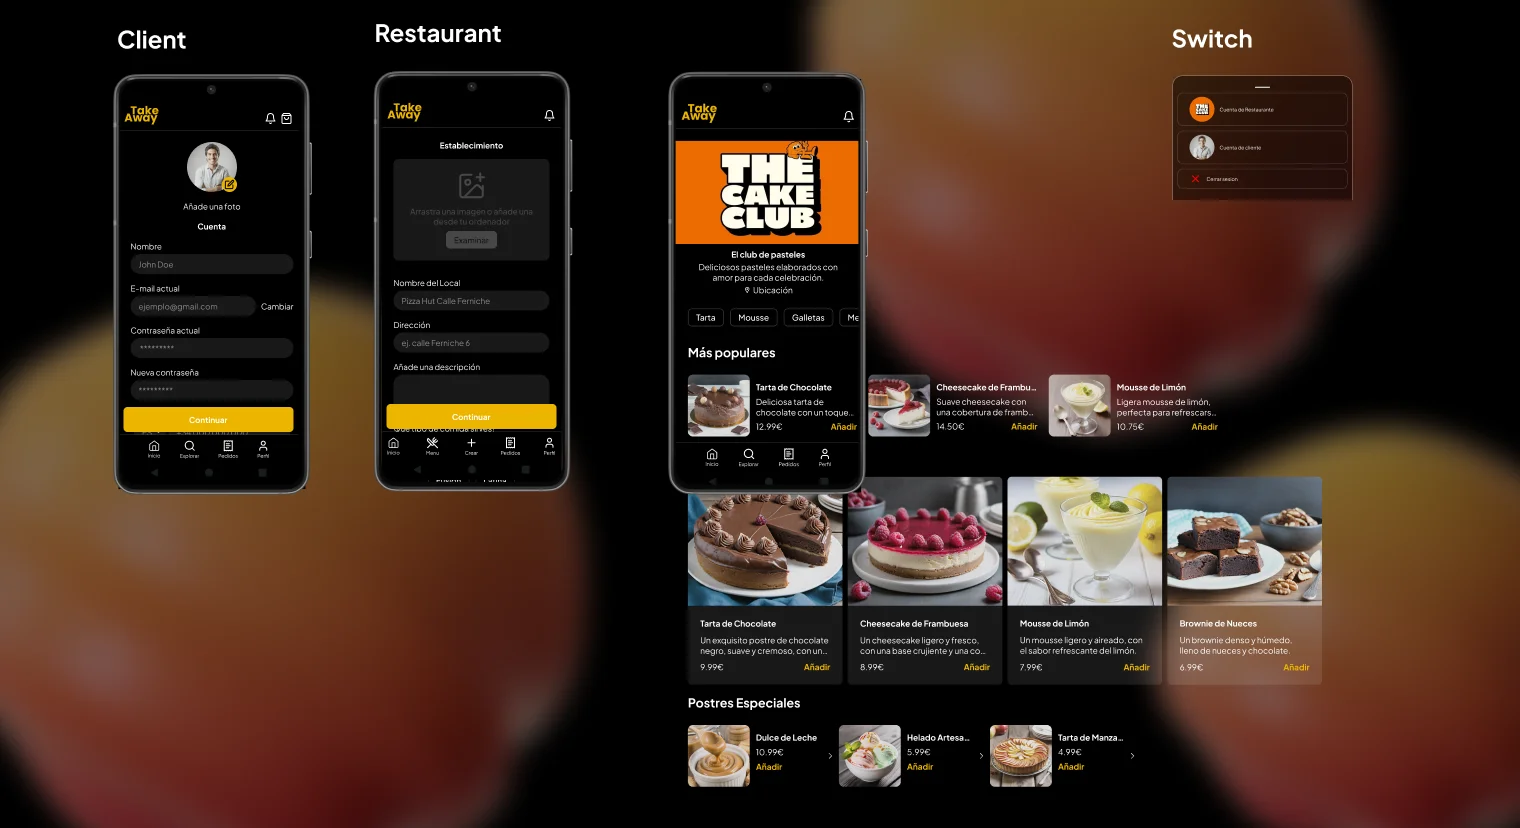 Client
Take
Away
Añade una foto
Cuenta
Nombre
John Doe
E-mail actual
ejemplo@gmail.com
Cambiar
Contraseña actual
*********
Nueva contraseña
*********
Continuar
Inicio
Explorar
Pedidos
Perfil
Restaurant
Take
Away
Establecimiento
Arrastra una imagen o añade una
desde tu ordenador
Examinar
Nombre del Local
Pizza Hut Calle Ferniche
Dirección
ej. calle Ferniche 6
Añade una descripción
Continuar
Inicio
Menu
Crear
Pedidos
Perfil
Take
Away
THE
CAKE
CLUB
El club de pasteles
Deliciosos pasteles elaborados con
amor para cada celebración.
Ubicación
Tarta
Mousse
Galletas
Me
Más populares
Tarta de Chocolate
Deliciosa tarta de
chocolate con un toque...
12.99€
Añadir
Cheesecake de Frambu...
Suave cheesecake con
una cobertura de framb...
14.50€
Añadir
Mousse de Limón
Ligera mousse de limón,
perfecta para refrescars...
10.75€
Añadir
Inicio
Explorar
Pedidos
Perfil
Tarta de Chocolate
Un exquisito postre de chocolate
negro, suave y cremoso, con un...
9.99€
Añadir
Cheesecake de Frambuesa
Un cheesecake ligero y fresco,
con una base crujiente y una co...
8.99€
Añadir
Mousse de Limón
Un mousse ligero y aireado, con
el sabor refrescante del limón.
7.99€
Añadir
Brownie de Nueces
Un brownie denso y húmedo,
lleno de nueces y chocolate.
6.99€
Añadir
Postres Especiales
Dulce de Leche
10.99€
Añadir
Helado Artesa...
5.99€
Añadir
Tarta de Manza...
4.99€
Añadir
Switch
THE
CAKE
CLUB
Cuenta de Restaurante
Cuenta de cliente
Cerrar sesion